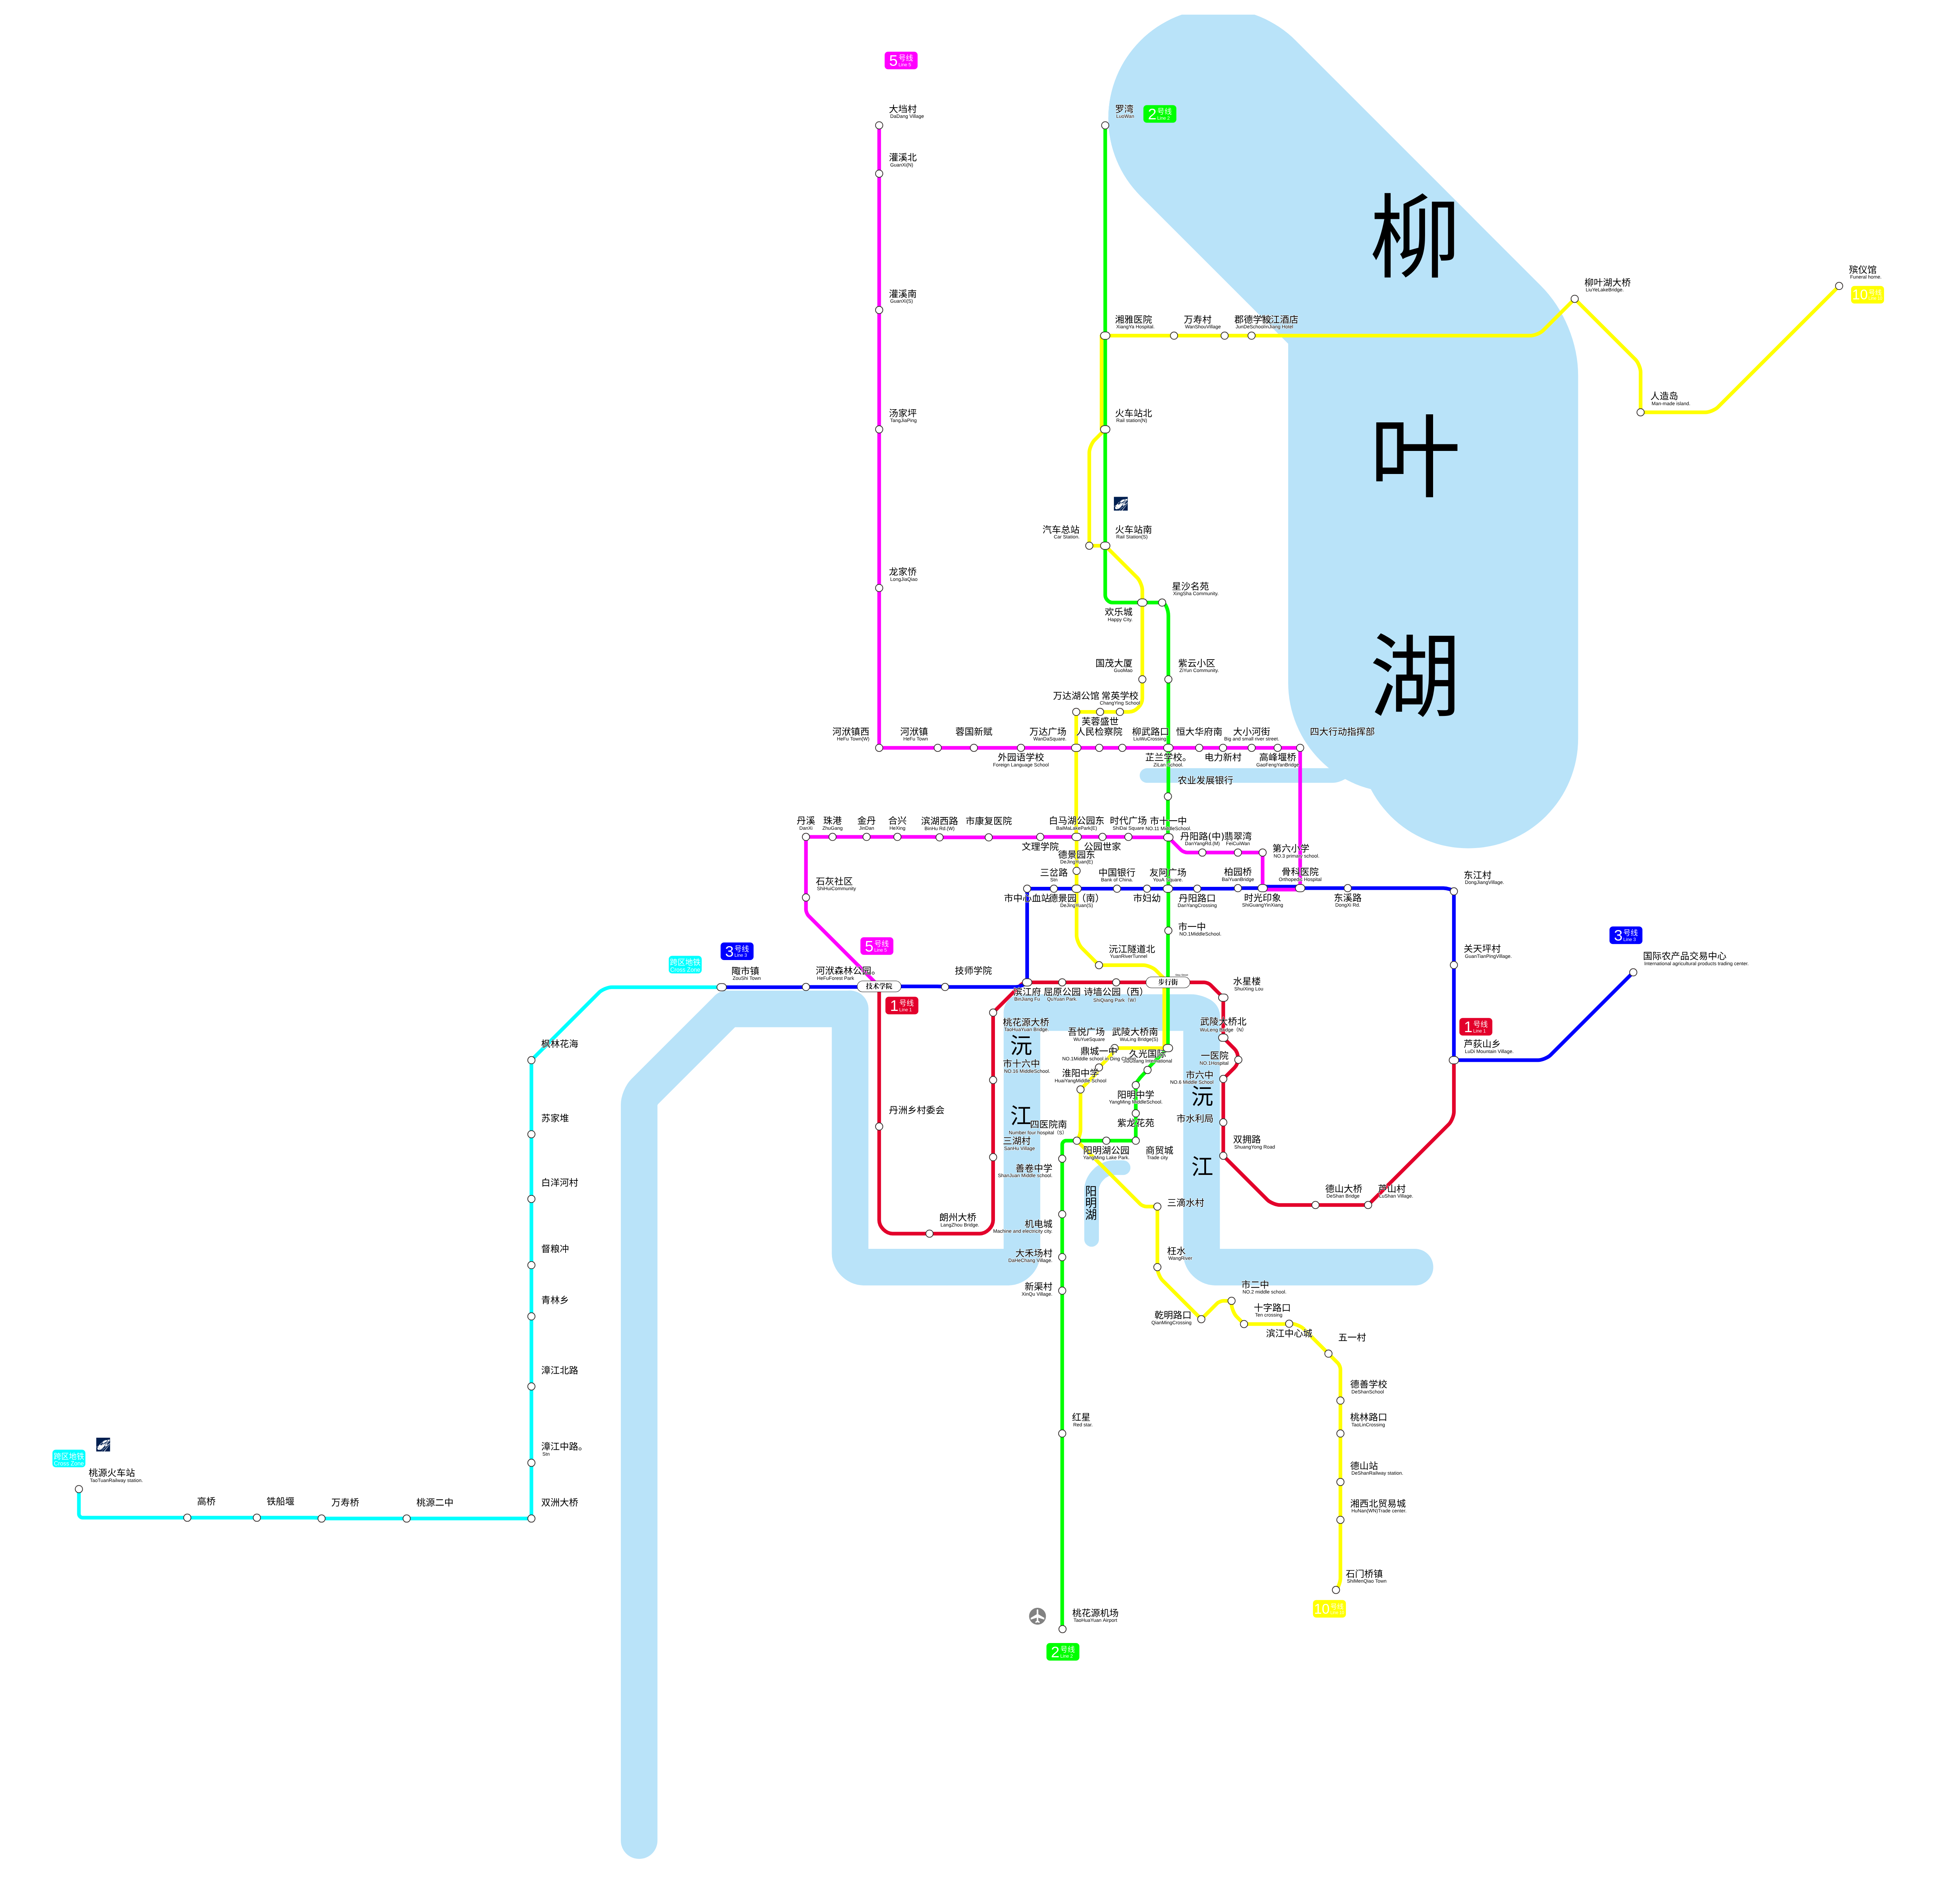 5号线
Line 5
大垱村
DaDang Village
灌溪北
GuanXi(N)
灌溪南
GuanXi(S)
汤家坪
TangJiaPing
龙家桥
LongJiaQiao
罗湾
LuoWan
2号线
Line 2
柳
叶
湖
柳叶湖大桥
LiuYeLakeBridge.
殡仪馆
Funeral home.
10号线
人造岛
Man-made island.
湘雅医院
XiangYa Hospital.
万寿村
WanShouVillage
郡德学校
JunDeSchool
江酒店
Jiang Hotel
火车站北
Rail station(N)
汽车总站
Car Station.
火车站南
Rail Station(S)
星沙名苑
XingSha Community.
欢乐城
Happy City.
国茂大厦
GuoMao
紫云小区
ZiYun Community.
万达湖公馆
常英学校
ChangYing School
芙蓉盛世
河洑镇西
HeFu Town(W)
河洑镇
HeFu Town
蓉国新赋
万达广场
WanDaSquare.
人民检察院
柳武路口
LiuWuCrossing
恒大华府南
大小河街
Big and small river street.
四大行动指挥部
外园语学校
Foreign Language School
芷兰学校。
ZiLan School.
电力新村
高峰堰桥
GaoFengYanBridge
农业发展银行
丹溪
DanXi
珠港
ZhuGang
金丹
JinDan
合兴
HeXing
滨湖西路
BinHu Rd.(W)
市康复医院
白马湖公园东
BaiMaLakePark(E)
时代广场
ShiDai Square
市十一中
NO.11 MiddleSchool.
文理学院
公园世家
丹阳路(中)
DanYangRd.(M)
翡翠湾
FeiCuiWan
第六小学
NO.3 primary school.
德景园东
DeJingYuan(E)
石灰社区
ShiHuiCommunity
三岔路
Sin
中国银行
Bank of China.
友阿广场
YouA Square.
柏园桥
BaiYuanBridge
骨科医院
Orthopedic Hospital
东江村
DongJiangVillage.
市中心血站
德景园（南）
DeJingYuan(S)
市妇幼
丹阳路口
DanYangCrossing
时光印象
ShiGuangYinXiang
东溪路
DongXi Rd.
市一中
NO.1MiddleSchool.
沅江隧道北
YuanRiverTunnel
关天坪村
GuanTianPingVillage.
3号线
Line 3
国际农产品交易中心
International agricultural products trading center.
跨区地铁
Cross Zone
3号线
Line 3
陬市镇
ZouShi Town
5号线
Line 5
河洑森林公园。
HeFuForest Park
技师学院
技术学院
1号线
Line 1
步行街
滨江府
BinJiang Fu
屈原公园
QuYuan Park.
诗墙公园（西）
ShiQiang Park（W）
水星楼
ShuiXing Lou
桃花源大桥
TaoHuaYuan Bridge
沅
江
吾悦广场
WuYueSquare
武陵大桥南
WuLing Bridge(S)
武陵大桥北
WuLeng Bridge（N）
鼎城一中
NO.1Middle school in Ding Cheng
久光国际
JiuGuang International
一医院
NO.1Hospital
1号线
Line 1
芦荻山乡
LuDi Mountain Village.
市十六中
NO.16 MiddleSchool.
淮阳中学
HuaiYangMiddle School
市六中
NO.6 Middle School
阳明中学
YangMing MiddleSchool.
沅
江
丹洲乡村委会
四医院南
Number four hospital（S）
紫龙花苑
市水利局
三湖村
SanHu Village
阳明湖公园
YangMing Lake Park.
商贸城
Trade city
双拥路
ShuangYong Road
善卷中学
ShanJuan Middle school.
阳明湖
三滴水村
德山大桥
DeShan Bridge
芦山村
LuShan Village.
朗州大桥
LangZhou Bridge.
机电城
Machine and electricity city.
大禾场村
DaHeChang Village.
枉水
WangRiver
新渠村
XinQu Village.
市二中
NO.2 middle school.
乾明路口
QianMingCrossing
十字路口
Ten crossing
滨江中心城
五一村
德善学校
DeShanSchool
桃林路口
TaoLinCrossing
红星
Red star.
德山站
DeShanRailway station.
湘西北贸易城
HuNan(WN)Trade center.
石门桥镇
ShiMenQiao Town
10号线
桃花源机场
TaoHuaYuan Airport
2号线
Line 2
枫林花海
苏家堆
白洋河村
督粮冲
青林乡
漳江北路
漳江中路。
Sin
双洲大桥
跨区地铁
Cross Zone
桃源火车站
TaoTuanRailway station.
高桥
铁船堰
万寿桥
桃源二中